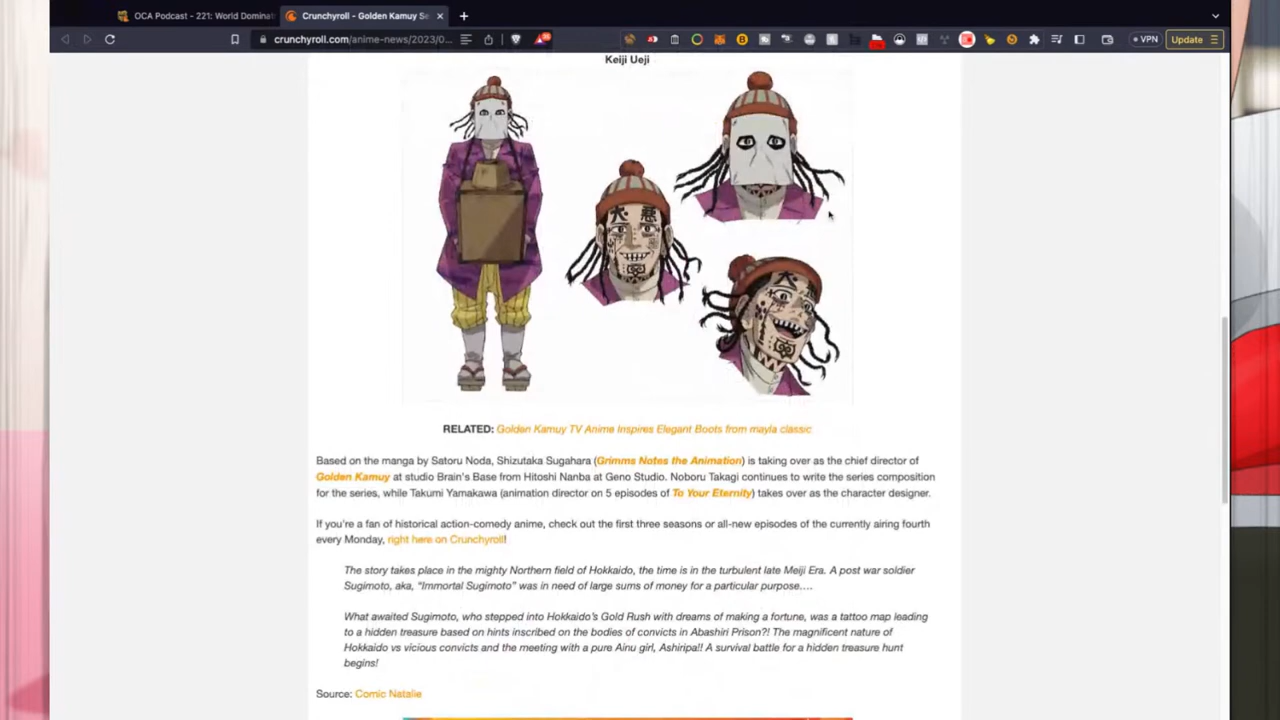 OCA Podcast - 221: World Dominat
Crunchyroll - Golden Kamuy Se
crunchyroll.com/anime-news/2023/0
VPN
Update
Keiji Ueji
犬 悪
犬
RELATED: Golden Kamuy TV Anime Inspires Elegant Boots from mayla classic
Based on the manga by Satoru Noda, Shizutaka Sugahara (Grimms Notes the Animation) is taking over as the chief director of
Golden Kamuy at studio Brain's Base from Hitoshi Nanba at Geno Studio. Noboru Takagi continues to write the series composition
for the series, while Takumi Yamakawa (animation director on 5 episodes of To Your Eternity) takes over as the character designer.
If you're a fan of historical action-comedy anime, check out the first three seasons or all-new episodes of the currently airing fourth
every Monday, right here on Crunchyroll!
The story takes place in the mighty Northern field of Hokkaido, the time is in the turbulent late Meiji Era. A post war soldier
Sugimoto, aka, “Immortal Sugimoto” was in need of large sums of money for a particular purpose….
What awaited Sugimoto, who stepped into Hokkaido’s Gold Rush with dreams of making a fortune, was a tattoo map leading
to a hidden treasure based on hints inscribed on the bodies of convicts in Abashiri Prison?! The magnificent nature of
Hokkaido vs vicious convicts and the meeting with a pure Ainu girl, Ashiripa!! A survival battle for a hidden treasure hunt
begins!
Source: Comic Natalie